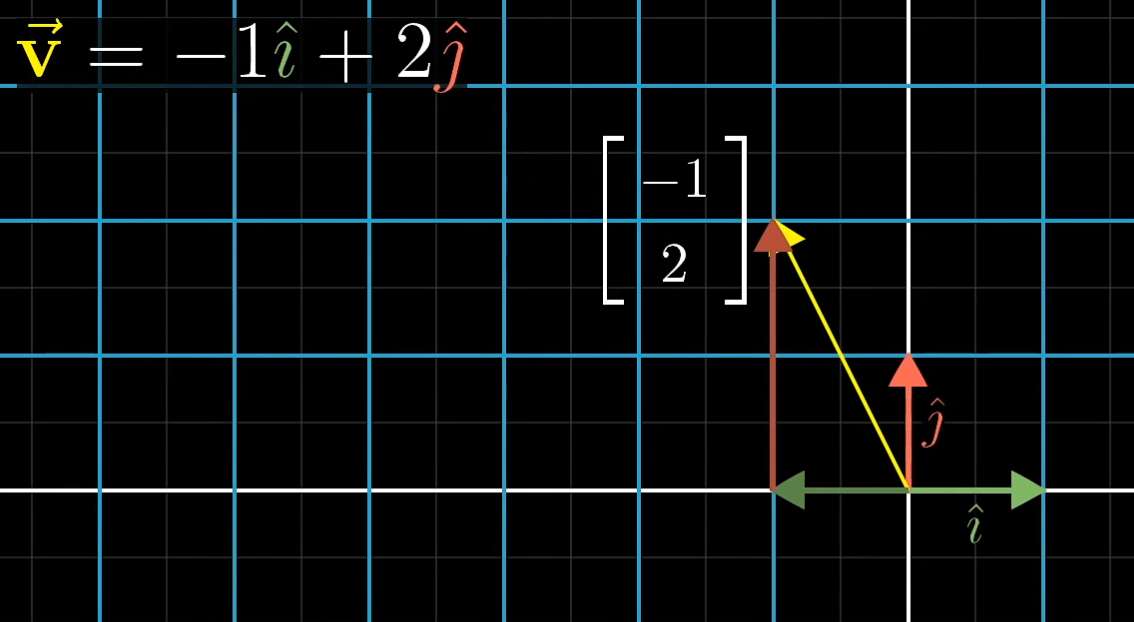 v⃗ = −1î + 2ĵ
−1
2
ĵ
î